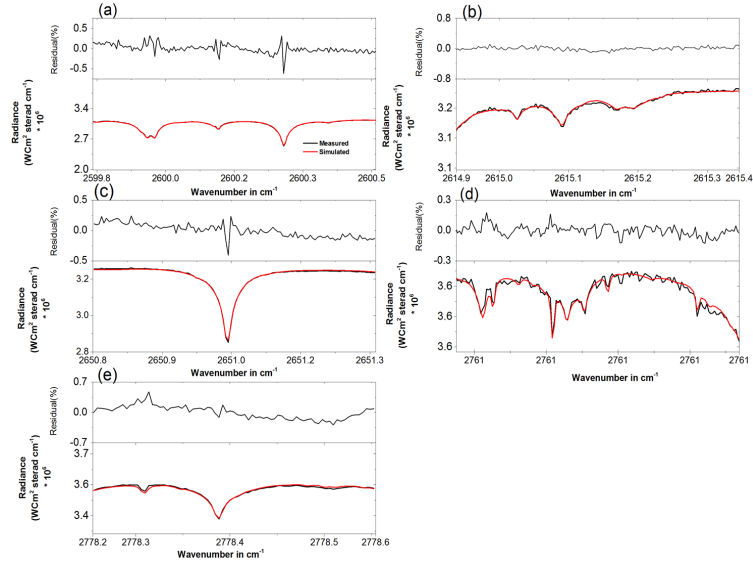 (a)
0.5
0.0
-0.5
Residual(%)
3.4
2.7
2.0
Radiance
(WCm² sterad cm⁻¹)
* 10⁶
Measured
Simulated
2599.8 2600.0 2600.2 2600.3 2600.5
Wavenumber in cm⁻¹
(b)
0.8
0.0
-0.8
Residual(%)
3.2
3.1
3.1
Radiance
(WCm² sterad cm⁻¹)
* 10⁶
2614.9 2615.0 2615.1 2615.2 2615.3 2615.4
Wavenumber in cm⁻¹
(c)
0.5
0.0
-0.5
Residual(%)
3.2
3.0
2.8
Radiance
(WCm² sterad cm⁻¹)
* 10⁶
2650.8 2650.9 2651.0 2651.2 2651.3
Wavenumber in cm⁻¹
(d)
0.3
0.0
-0.3
Residual(%)
3.6
3.6
3.6
Radiance
(WCm² sterad cm⁻¹)
* 10⁶
2761 2761 2761 2761 2761
Wavenumber in cm⁻¹
(e)
0.7
0.0
-0.7
Residual(%)
3.7
3.6
3.4
Radiance
(WCm² sterad cm⁻¹)
* 10⁶
2778.2 2778.3 2778.4 2778.5 2778.6
Wavenumber in cm⁻¹